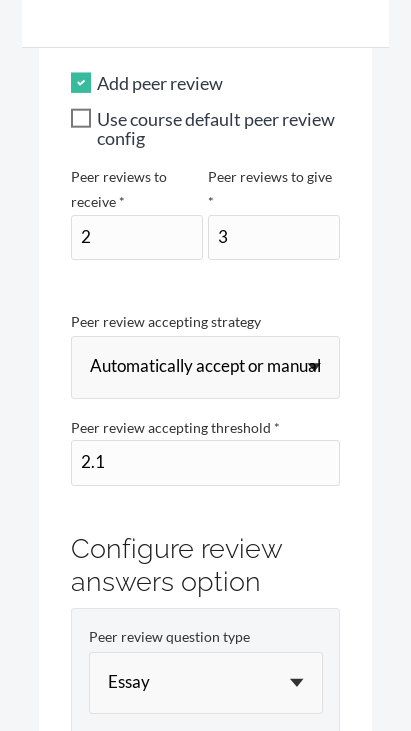 Add peer review
Use course default peer review
config
Peer reviews to
receive *
Peer reviews to give
*
2
3
Peer review accepting strategy
Automatically accept or manual
Peer review accepting threshold *
2.1
Configure review
answers option
Peer review question type
Essay